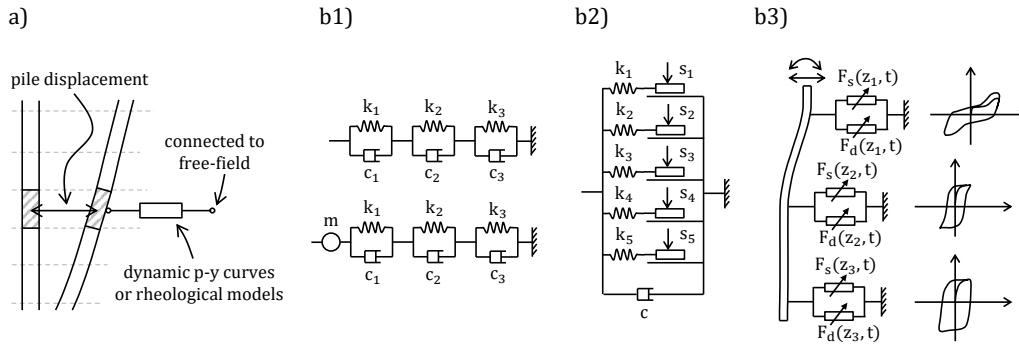 a)
pile displacement
connected to
free-field
dynamic p-y curves
or rheological models
b1)
k1 k2 k3
c1 c2 c3
m
k1 k2 k3
c1 c2 c3
b2)
k1 s1
k2 s2
k3 s3
k4 s4
k5 s5
c
b3)
Fs(z1, t)
Fd(z1, t)
Fs(z2, t)
Fd(z2, t)
Fs(z3, t)
Fd(z3, t)